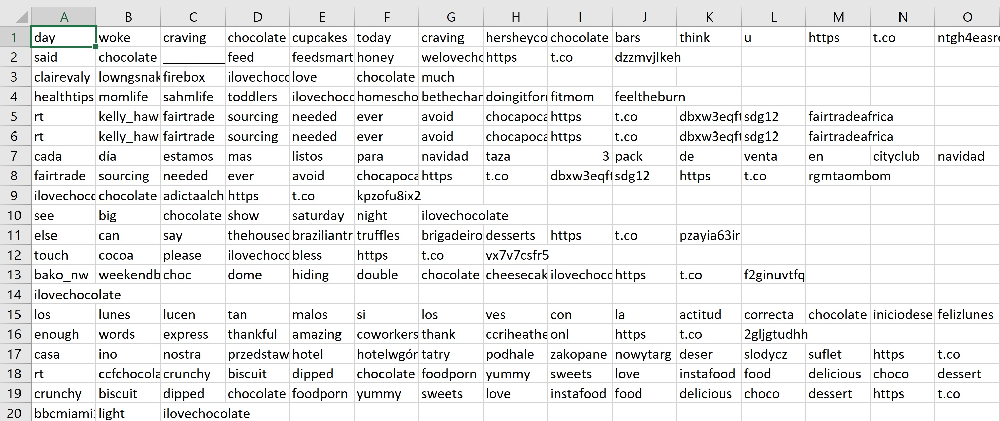 A B C D E F G H I J K L M N O
1 day woke craving chocolate cupcakes today craving hersheyco chocolate bars think u https t.co ntgh4easr
2 said chocolate _________ feed feedsmart honey welovecho https t.co dzzmvjlkeh
3 clairevaly lowngsnak firebox ilovechoco love chocolate much
4 healthtips momlife sahmlife toddlers ilovechoco homescho bethechan doingitforr fitmom feeltheburn
5 rt kelly_haw fairtrade sourcing needed ever avoid chocapoca https t.co dbxw3eqft sdg12 fairtradeafrica
6 rt kelly_haw fairtrade sourcing needed ever avoid chocapoca https t.co dbxw3eqft sdg12 fairtradeafrica
7 cada día estamos mas listos para navidad taza 3 pack de venta en cityclub navidad
8 fairtrade sourcing needed ever avoid chocapoca https t.co dbxw3eqft sdg12 https t.co rgmtaombom
9 ilovechoco chocolate adictaalch https t.co kpzofu8ix2
10 see big chocolate show saturday night ilovechocolate
11 else can say thehousec braziliantr truffles brigadeiro desserts https t.co pzayia63ir
12 touch cocoa please ilovechoco bless https t.co vx7v7csfr5
13 bako_nw weekendb choc dome hiding double chocolate cheesecak ilovechoco https t.co f2ginuvtfq
14 ilovechocolate
15 los lunes lucen tan malos si los ves con la actitud correcta chocolate iniciodese felizlunes
16 enough words express thankful amazing coworkers thank ccriheathe onl https t.co 2gljgtudhh
17 casa ino nostra przedstaw hotel hotelwgór tatry podhale zakopane nowytarg deser slodycz suflet https t.co
18 rt ccfchocola crunchy biscuit dipped chocolate foodporn yummy sweets love instafood food delicious choco dessert
19 crunchy biscuit dipped chocolate foodporn yummy sweets love instafood food delicious choco dessert https t.co
20 bbcmiami light ilovechocolate